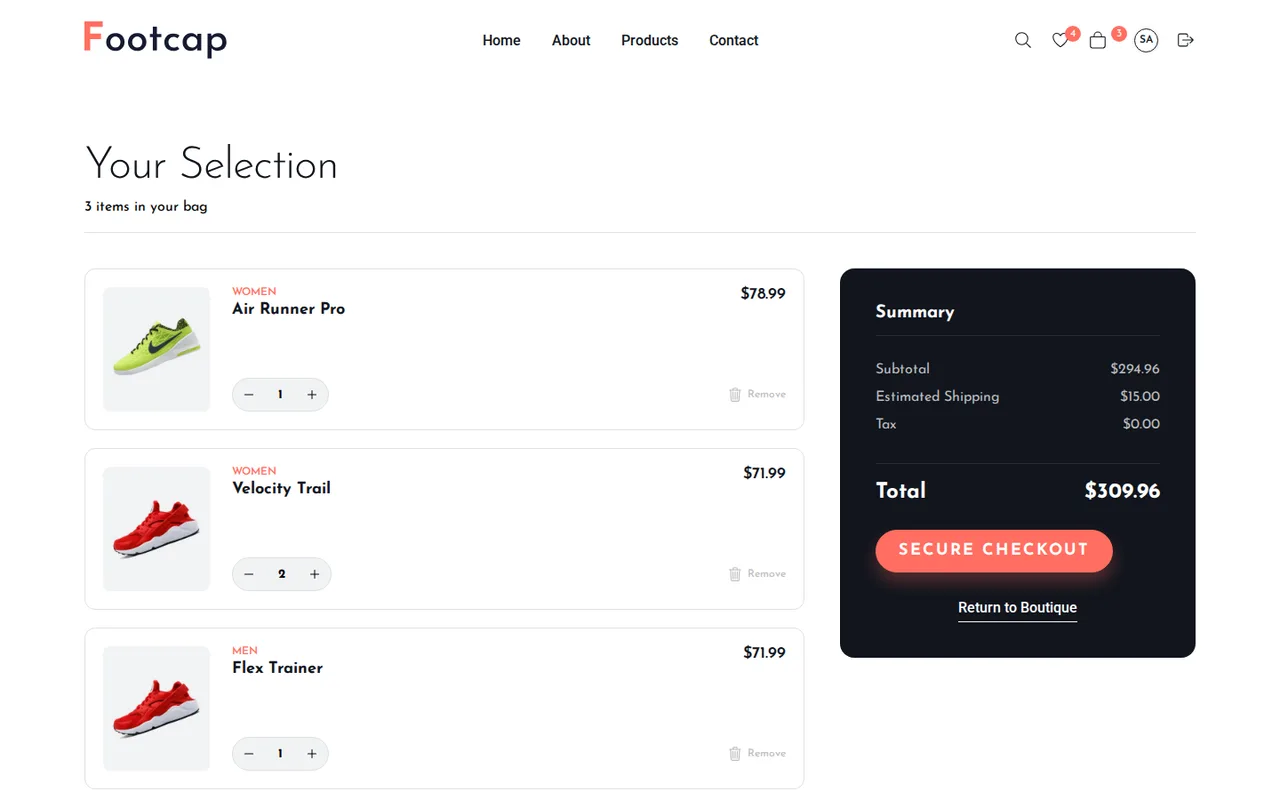 Footcap
Home About Products Contact
4 3 SA
Your Selection
3 items in your bag
WOMEN
Air Runner Pro
$78.99
− 1 +
Remove
WOMEN
Velocity Trail
$71.99
− 2 +
Remove
MEN
Flex Trainer
$71.99
− 1 +
Remove
Summary
Subtotal $294.96
Estimated Shipping $15.00
Tax $0.00
Total $309.96
SECURE CHECKOUT
Return to Boutique